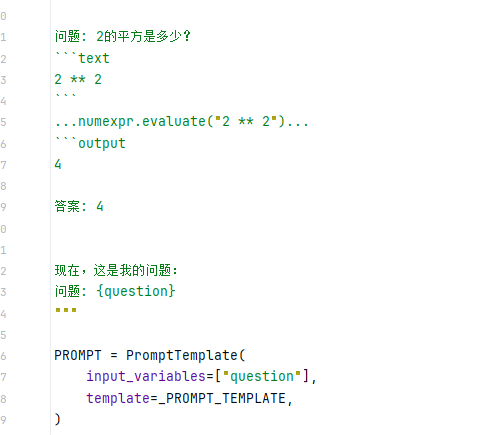 0
1 问题: 2的平方是多少?
2 ```text
3 2 ** 2
4 ```
5 ...numexpr.evaluate("2 ** 2")...
6 ```output
7 4
8
9 答案: 4
0
1
2 现在，这是我的问题：
3 问题: {question}
4 """
5
6 PROMPT = PromptTemplate(
7     input_variables=["question"],
8     template=_PROMPT_TEMPLATE,
9 )